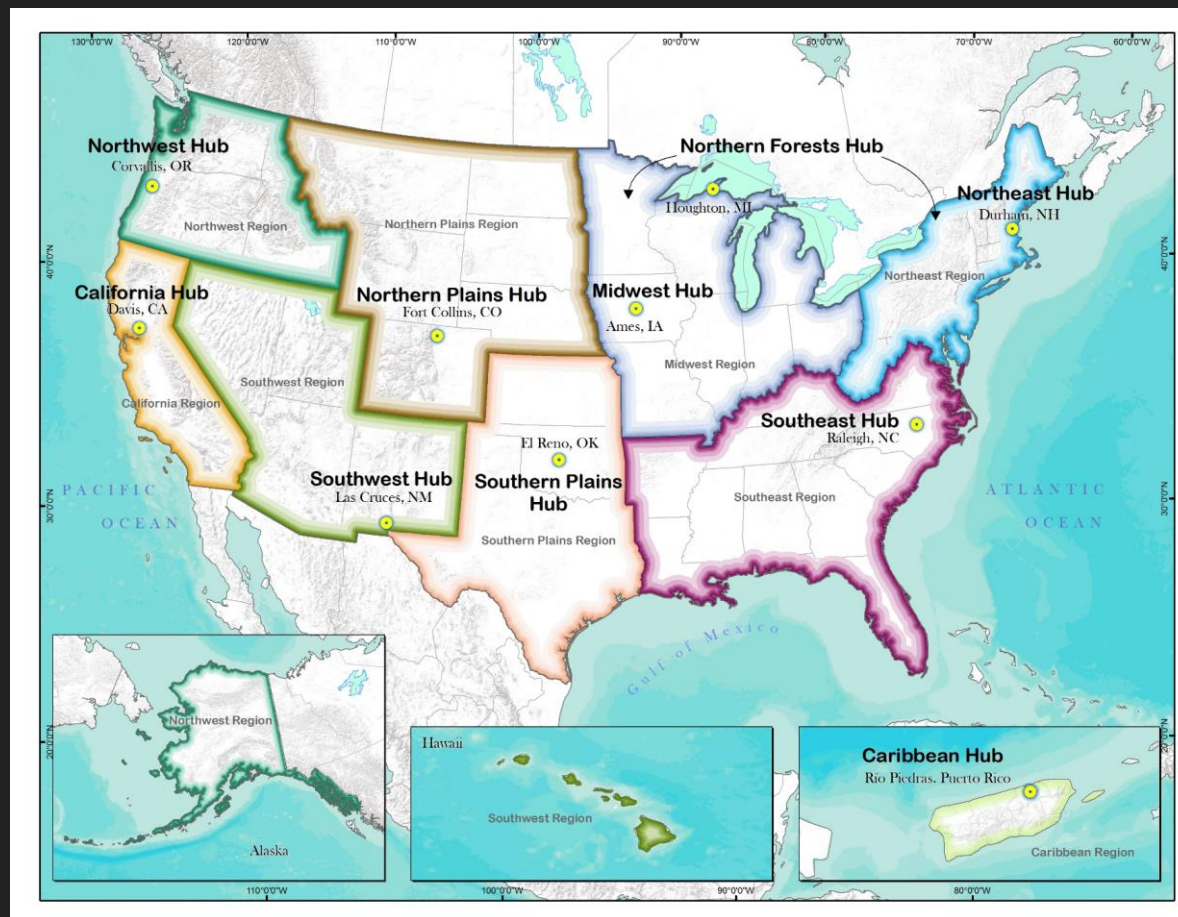 130°0'0"W
120°0'0"W
110°0'0"W
100°0'0"W
90°0'0"W
80°0'0"W
70°0'0"W
60°0'0"W
Northwest Hub
Corvallis, OR
Northwest Region
Northern Plains Region
Northern Forests Hub
Houghton, MI
Northeast Hub
Durham, NH
Northeast Region
40°0'0"N
40°0'0"N
California Hub
Davis, CA
California Region
Northern Plains Hub
Fort Collins, CO
Midwest Hub
Ames, IA
Midwest Region
Southwest Region
Southeast Hub
Raleigh, NC
Southeast Region
El Reno, OK
Southern Plains
Hub
Southern Plains Region
Southwest Hub
Las Cruces, NM
PACIFIC
OCEAN
ATLANTIC
OCEAN
30°0'0"N
30°0'0"N
Gulf of Mexico
20°0'0"N
20°0'0"N
Northwest Region
Alaska
Hawaii
Southwest Region
Caribbean Hub
Río Piedras. Puerto Rico
Caribbean Region
110°0'0"W
100°0'0"W
90°0'0"W
80°0'0"W